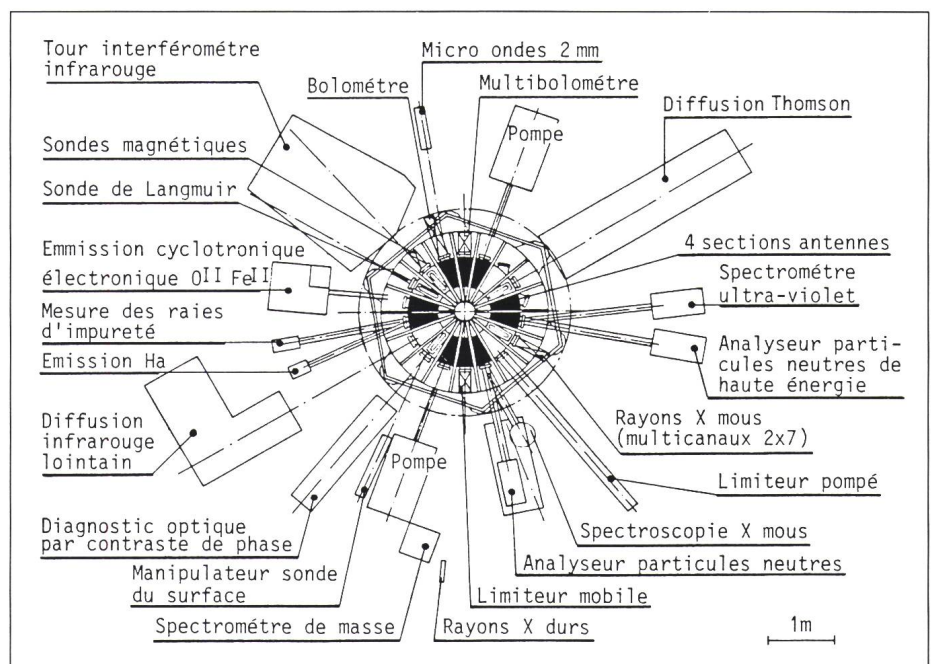 Tour interférométre
infrarouge
Micro ondes 2 mm
Bolométre
Multibolométre
Pompe
Diffusion Thomson
Sondes magnétiques
Sonde de Langmuir
4 sections antennes
Emmission cyclotronique
électronique OII FeII
Spectrométre
ultra-violet
Mesure des raies
d'impureté
Emission Ha
Analyseur parti-
cules neutres de
haute énergie
Diffusion
infrarouge
lointain
Rayons X mous
(multicanaux 2x7)
Pompe
Limiteur pompé
Diagnostic optique
par contraste de phase
Spectroscopie X mous
Analyseur particules neutres
Manipulateur sonde
du surface
Limiteur mobile
Spectrométre de masse
Rayons X durs
1m